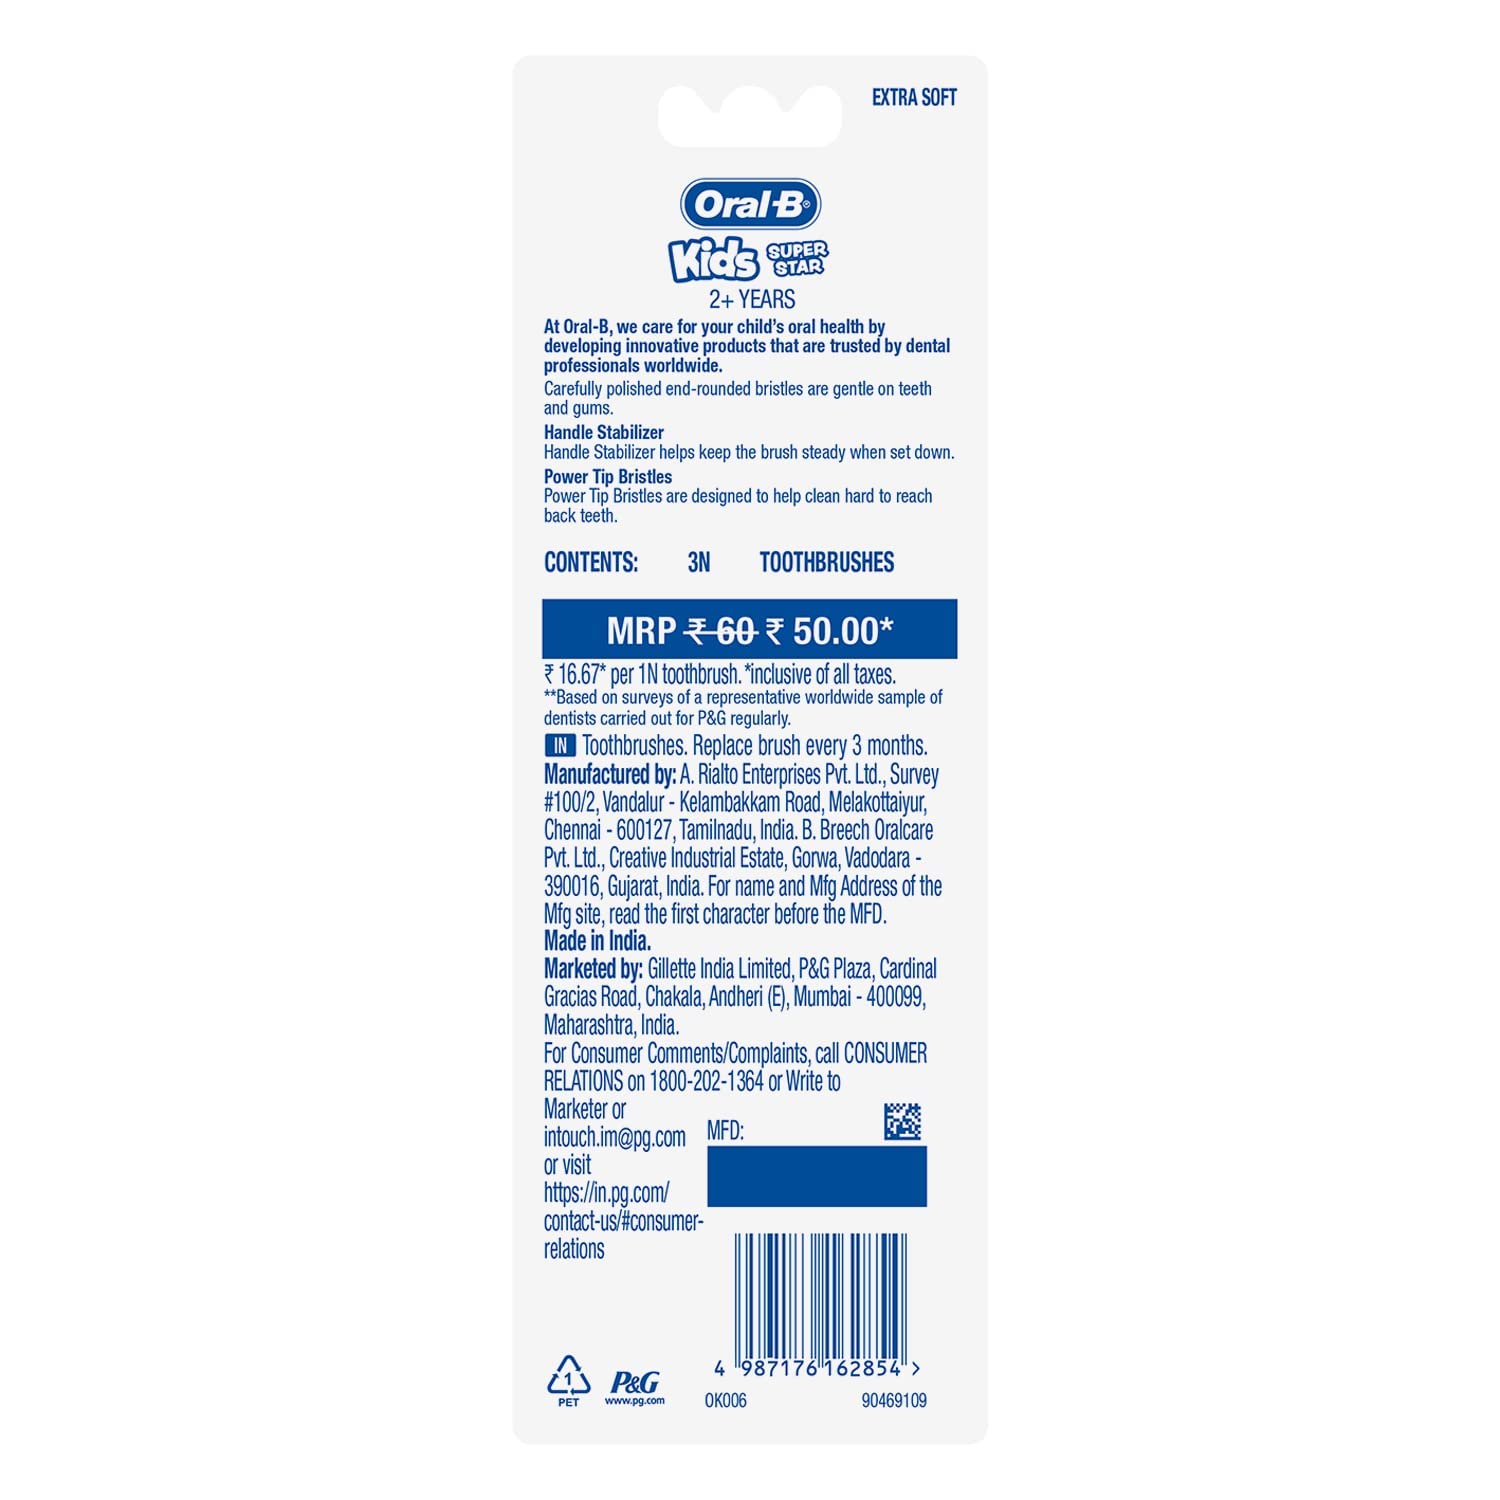 EXTRA SOFT
Oral-B®
Kids SUPER STAR
2+ YEARS
At Oral-B, we care for your child's oral health by
developing innovative products that are trusted by dental
professionals worldwide.
Carefully polished end-rounded bristles are gentle on teeth
and gums.
Handle Stabilizer
Handle Stabilizer helps keep the brush steady when set down.
Power Tip Bristles
Power Tip Bristles are designed to help clean hard to reach
back teeth.
CONTENTS: 3N TOOTHBRUSHES
MRP ₹ 60 ₹ 50.00*
₹ 16.67* per 1N toothbrush. *inclusive of all taxes.
**Based on surveys of a representative worldwide sample of
dentists carried out for P&G regularly.
IN Toothbrushes. Replace brush every 3 months.
Manufactured by: A. Rialto Enterprises Pvt. Ltd., Survey
#100/2, Vandalur - Kelambakkam Road, Melakottaiyur,
Chennai - 600127, Tamilnadu, India. B. Breech Oralcare
Pvt. Ltd., Creative Industrial Estate, Gorwa, Vadodara -
390016, Gujarat, India. For name and Mfg Address of the
Mfg site, read the first character before the MFD.
Made in India.
Marketed by: Gillette India Limited, P&G Plaza, Cardinal
Gracias Road, Chakala, Andheri (E), Mumbai - 400099,
Maharashtra, India.
For Consumer Comments/Complaints, call CONSUMER
RELATIONS on 1800-202-1364 or Write to
Marketer or
intouch.im@pg.com
or visit
https://in.pg.com/
contact-us/#consumer-
relations
MFD:
4 987176 162854 >
1
PET
P&G
www.pg.com
OK006
90469109